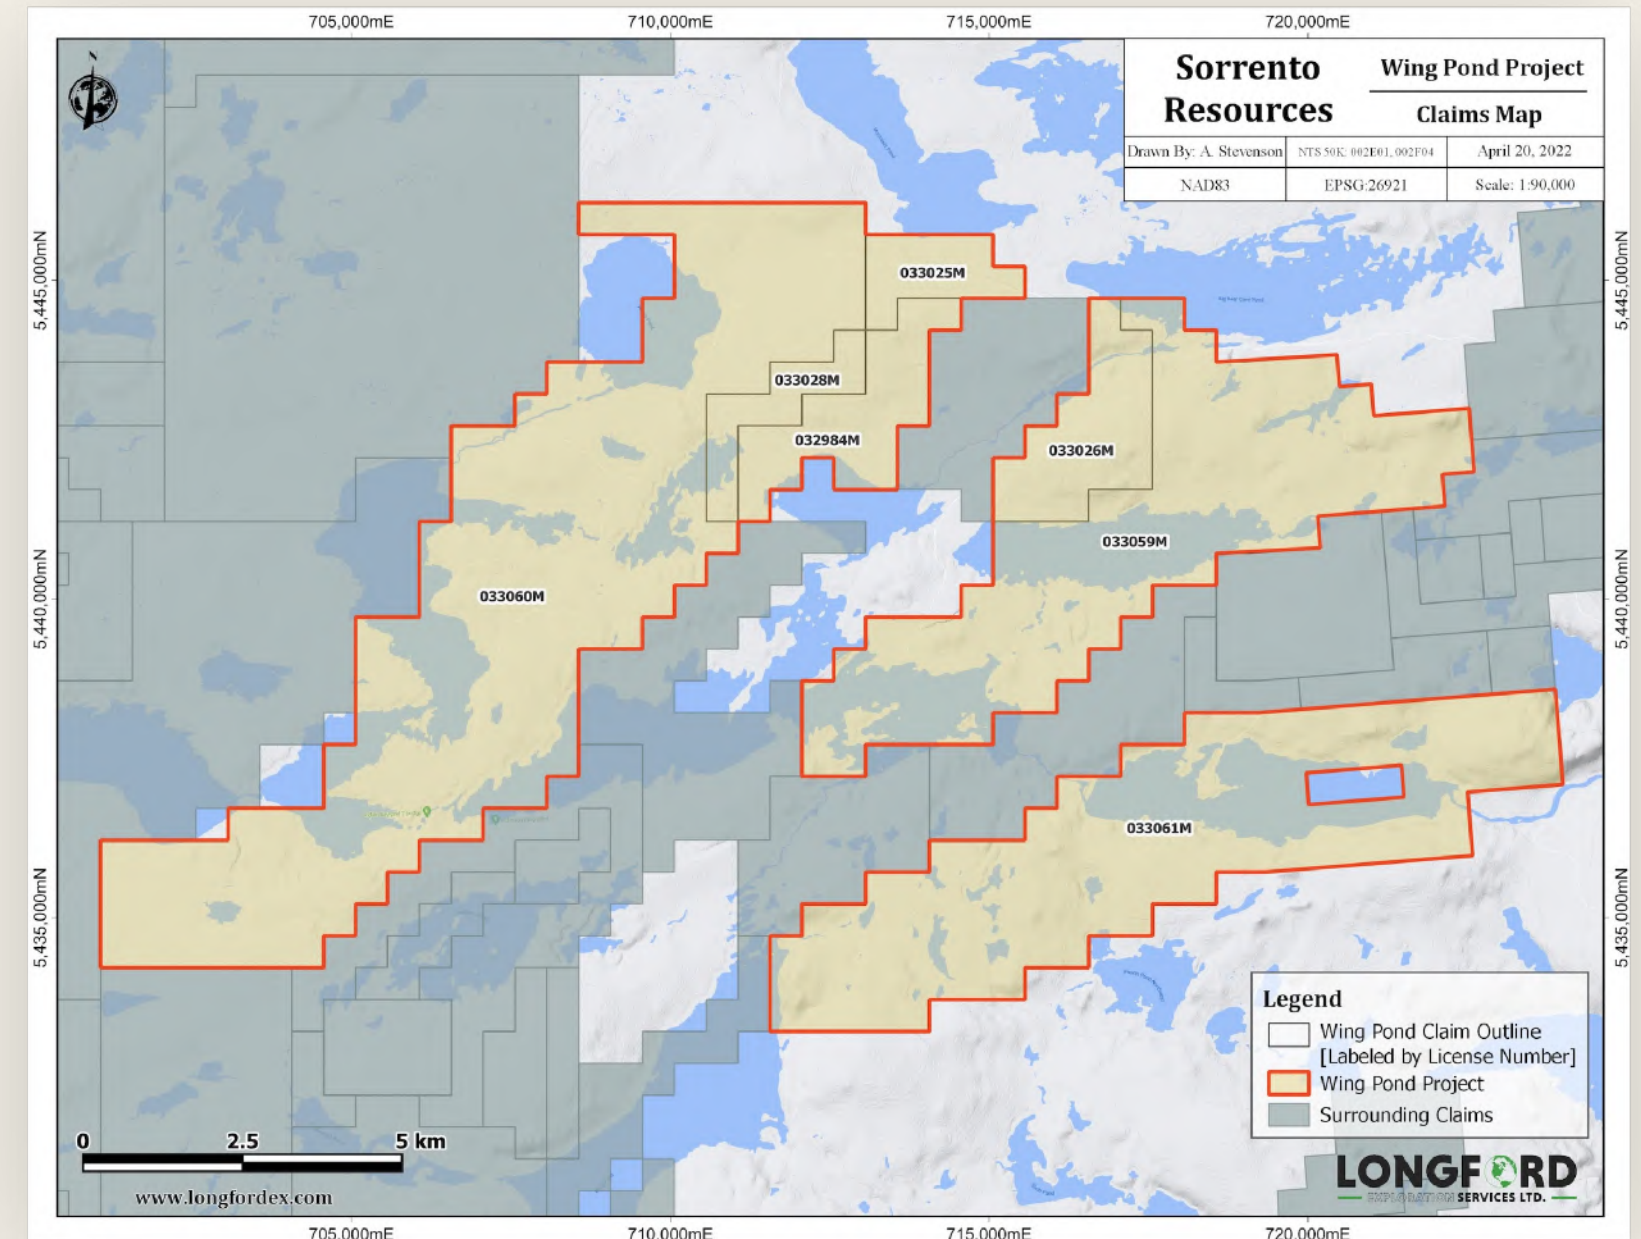 705,000mE 710,000mE 715,000mE 720,000mE
N
Sorrento
Resources
Wing Pond Project
Claims Map
Drawn By: A. Stevenson
NTS 50K: 002E01, 002F04
April 20, 2022
NAD83
EPSG:26921
Scale: 1:90,000
5,445,000mN
5,445,000mN
033025M
033028M
032984M
033026M
033059M
5,440,000mN
5,440,000mN
033060M
033061M
5,435,000mN
5,435,000mN
Legend
Wing Pond Claim Outline
[Labeled by License Number]
Wing Pond Project
Surrounding Claims
0 2.5 5 km
www.longfordex.com
LONGFORD
EXPLORATION SERVICES LTD.
705,000mE 710,000mE 715,000mE 720,000mE